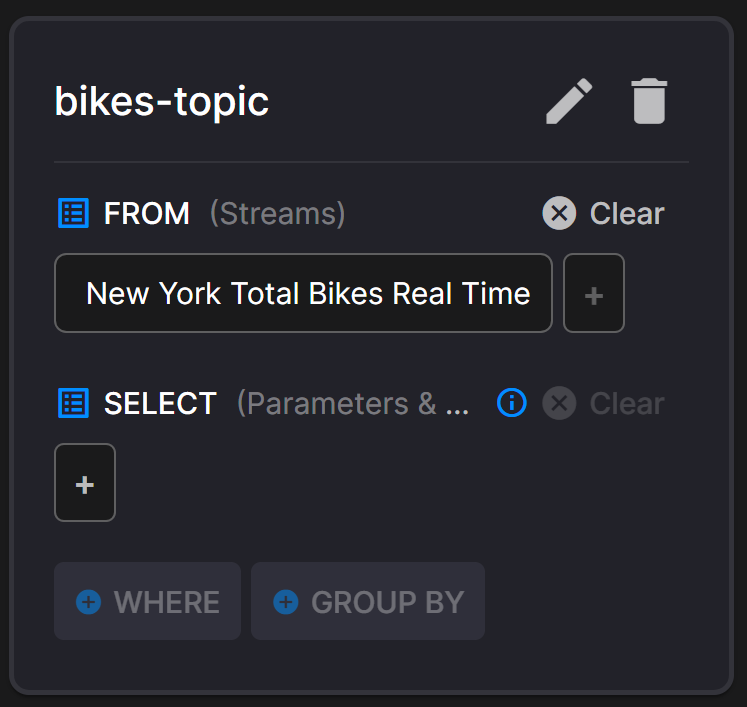 bikes-topic
FROM (Streams) Clear
New York Total Bikes Real Time +
SELECT (Parameters & ... Clear
+
WHERE GROUP BY